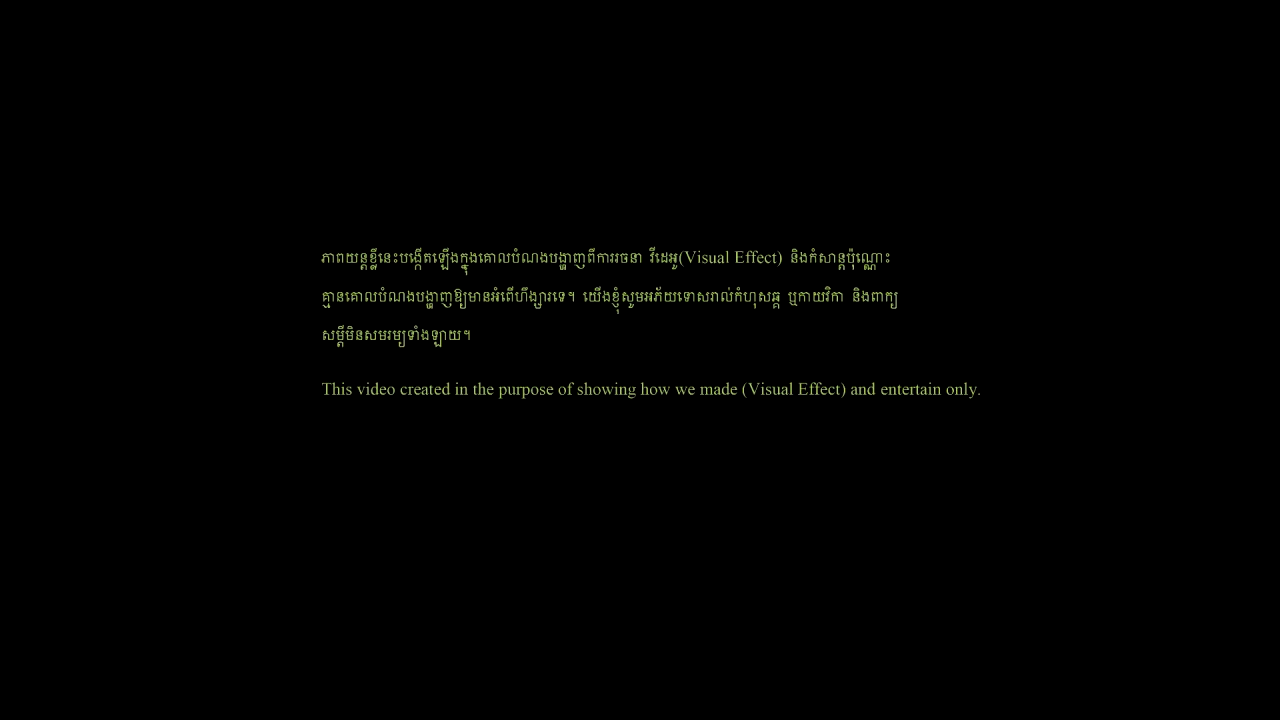 ភាពយន្តខ្លីនេះបង្កើតឡើងក្នុងគោលបំណងបង្ហាញពីការរចនា វីដេអូ(Visual Effect) និងកំសាន្តប៉ុណ្ណោះ
គ្មានគោលបំណងបង្ហាញឱ្យមានអំពើហឹង្សារទេ។ យើងខ្ញុំសូមអភ័យទោសរាល់កំហុសឆ្គង ឬកាយវិកា និងពាក្យ
សម្តីមិនសមរម្យទាំងឡាយ។
This video created in the purpose of showing how we made (Visual Effect) and entertain only.